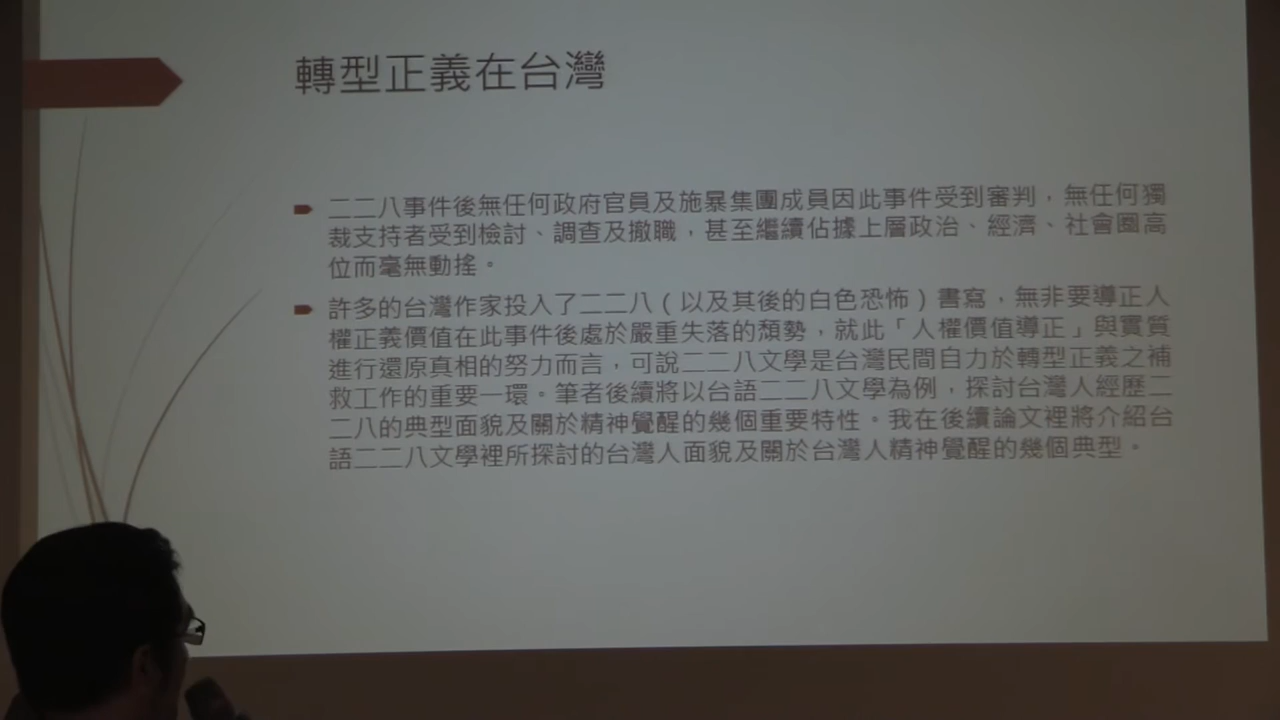 轉型正義在台灣
二二八事件後無任何政府官員及施暴集團成員因此事件受到審判，無任何獨
裁支持者受到檢討、調查及撤職，甚至繼續佔據上層政治、經濟、社會圈高
位而毫無動搖。
許多的台灣作家投入了二二八（以及其後的白色恐怖）書寫，無非要導正人
權正義價值在此事件後處於嚴重失落的頹勢，就此「人權價值導正」與實質
進行還原真相的努力而言，可說二二八文學是台灣民間自力於轉型正義之補
救工作的重要一環。筆者後續將以台語二二八文學為例，探討台灣人經歷二
二八的典型面貌及關於精神覺醒的幾個重要特性。我在後續論文裡將介紹台
語二二八文學裡所探討的台灣人面貌及關於台灣人精神覺醒的幾個典型。